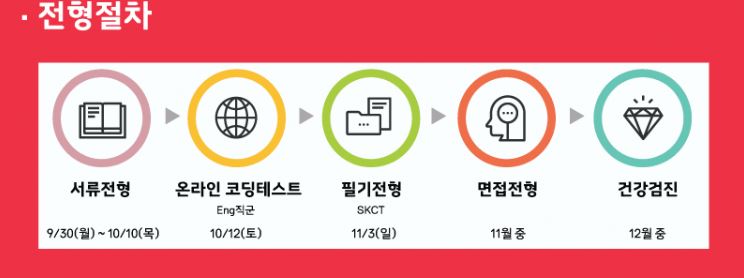 · 전형절차
서류전형 온라인 코딩테스트 필기전형 면접전형 건강검진
Eng직군 SKCT
9/30(월) ~ 10/10(목) 10/12(토) 11/3(일) 11월 중 12월 중